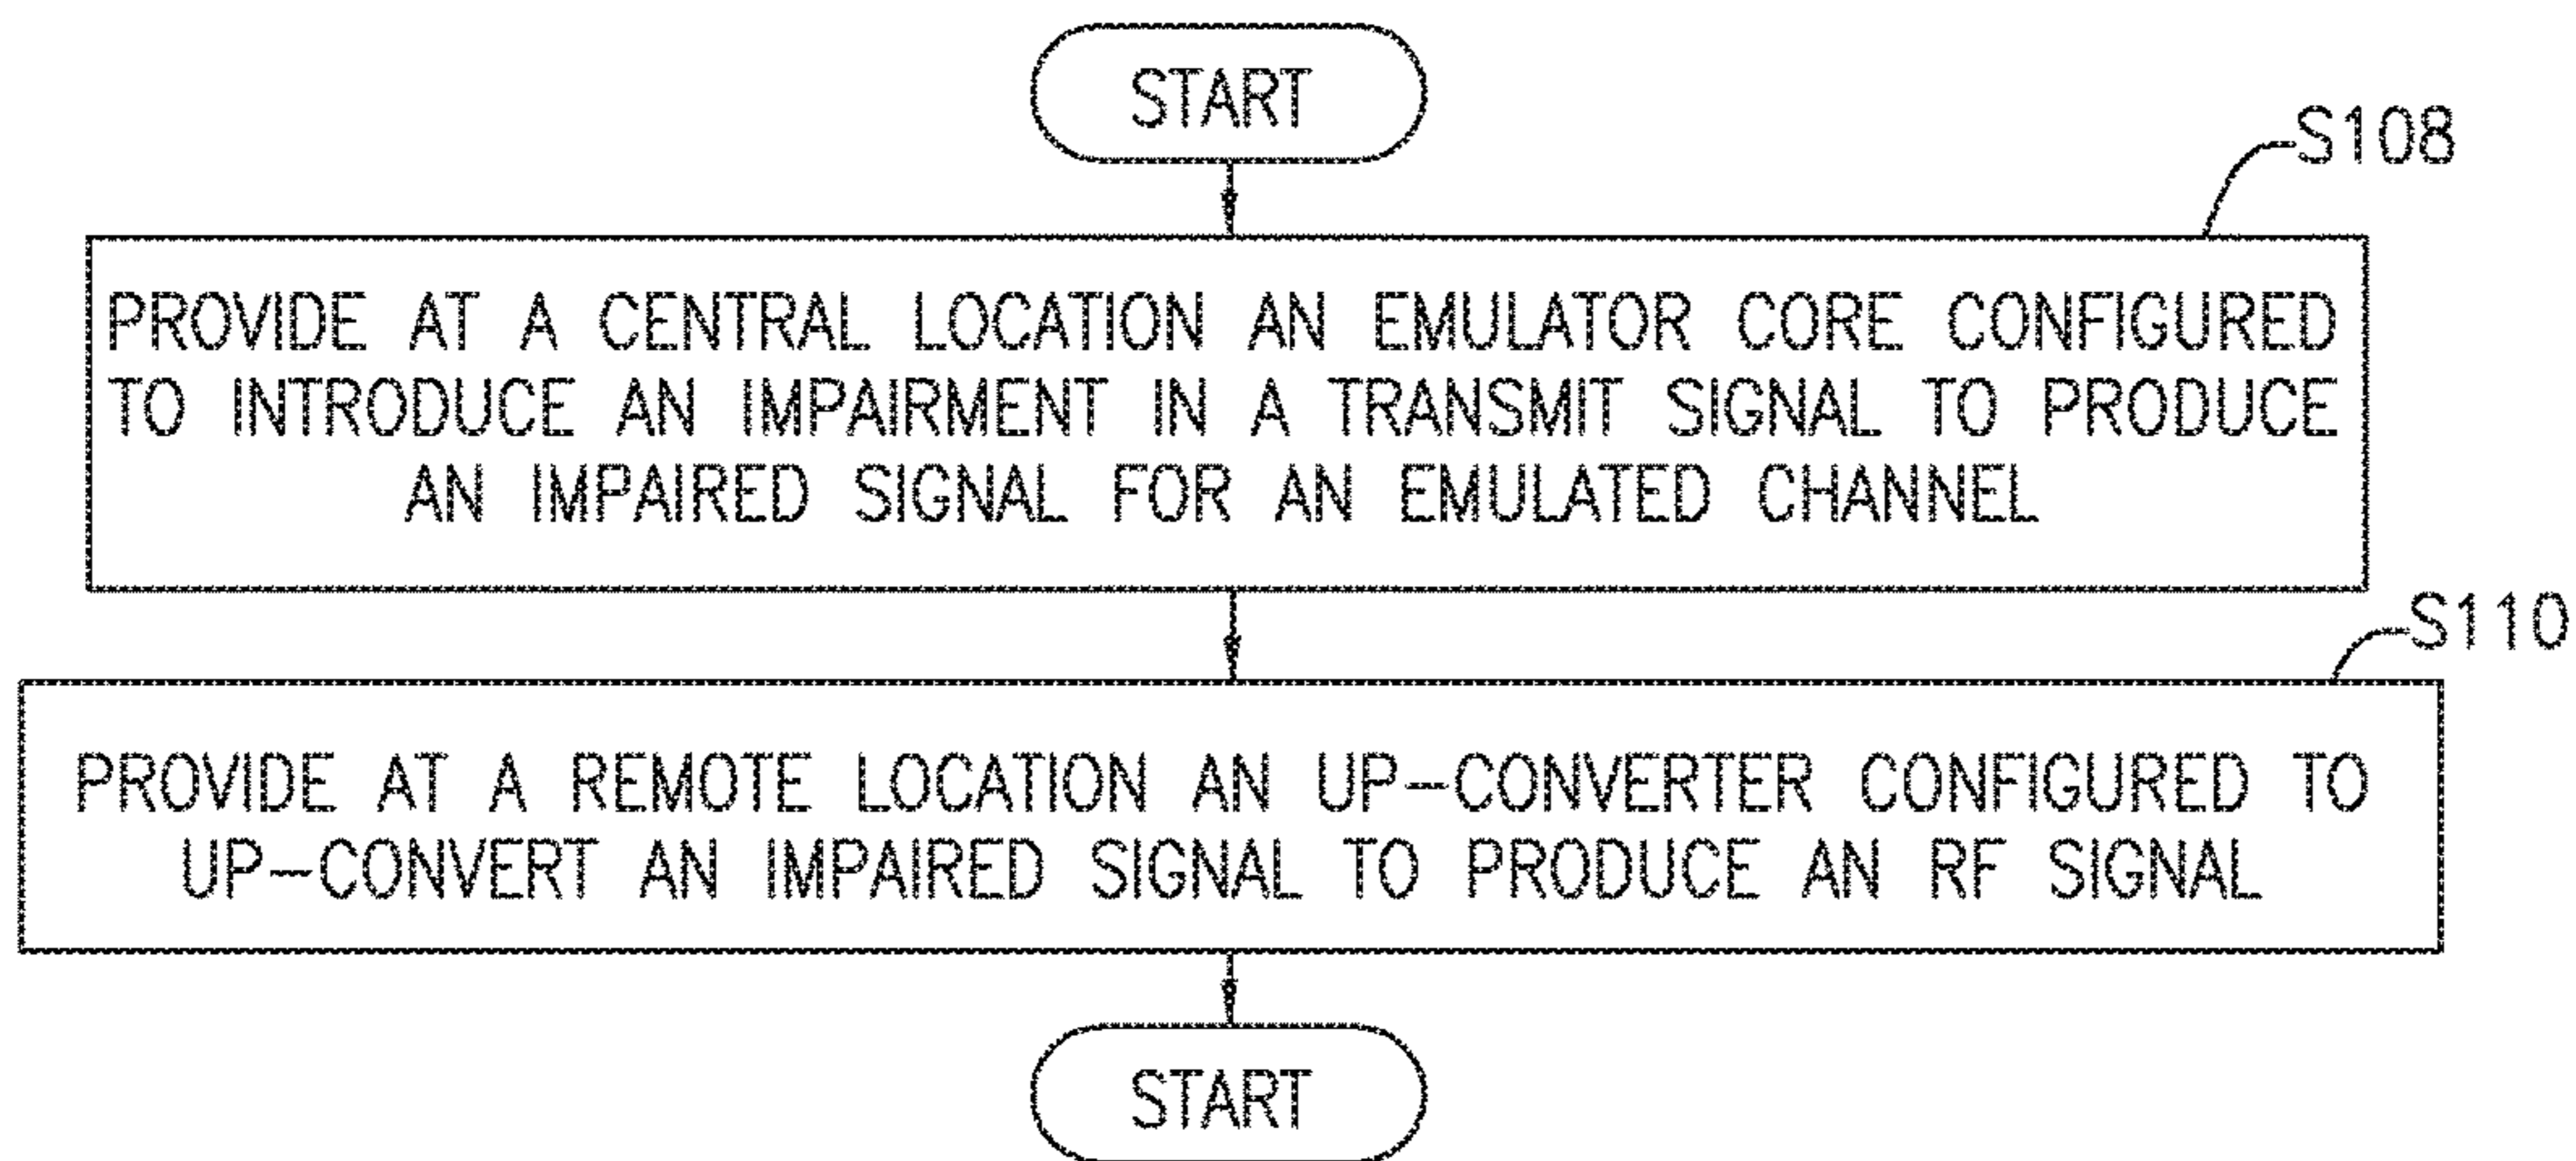 START
S108
PROVIDE AT A CENTRAL LOCATION AN EMULATOR CORE CONFIGURED
TO INTRODUCE AN IMPAIRMENT IN A TRANSMIT SIGNAL TO PRODUCE
AN IMPAIRED SIGNAL FOR AN EMULATED CHANNEL
S110
PROVIDE AT A REMOTE LOCATION AN UP-CONVERTER CONFIGURED TO
UP-CONVERT AN IMPAIRED SIGNAL TO PRODUCE AN RF SIGNAL
START